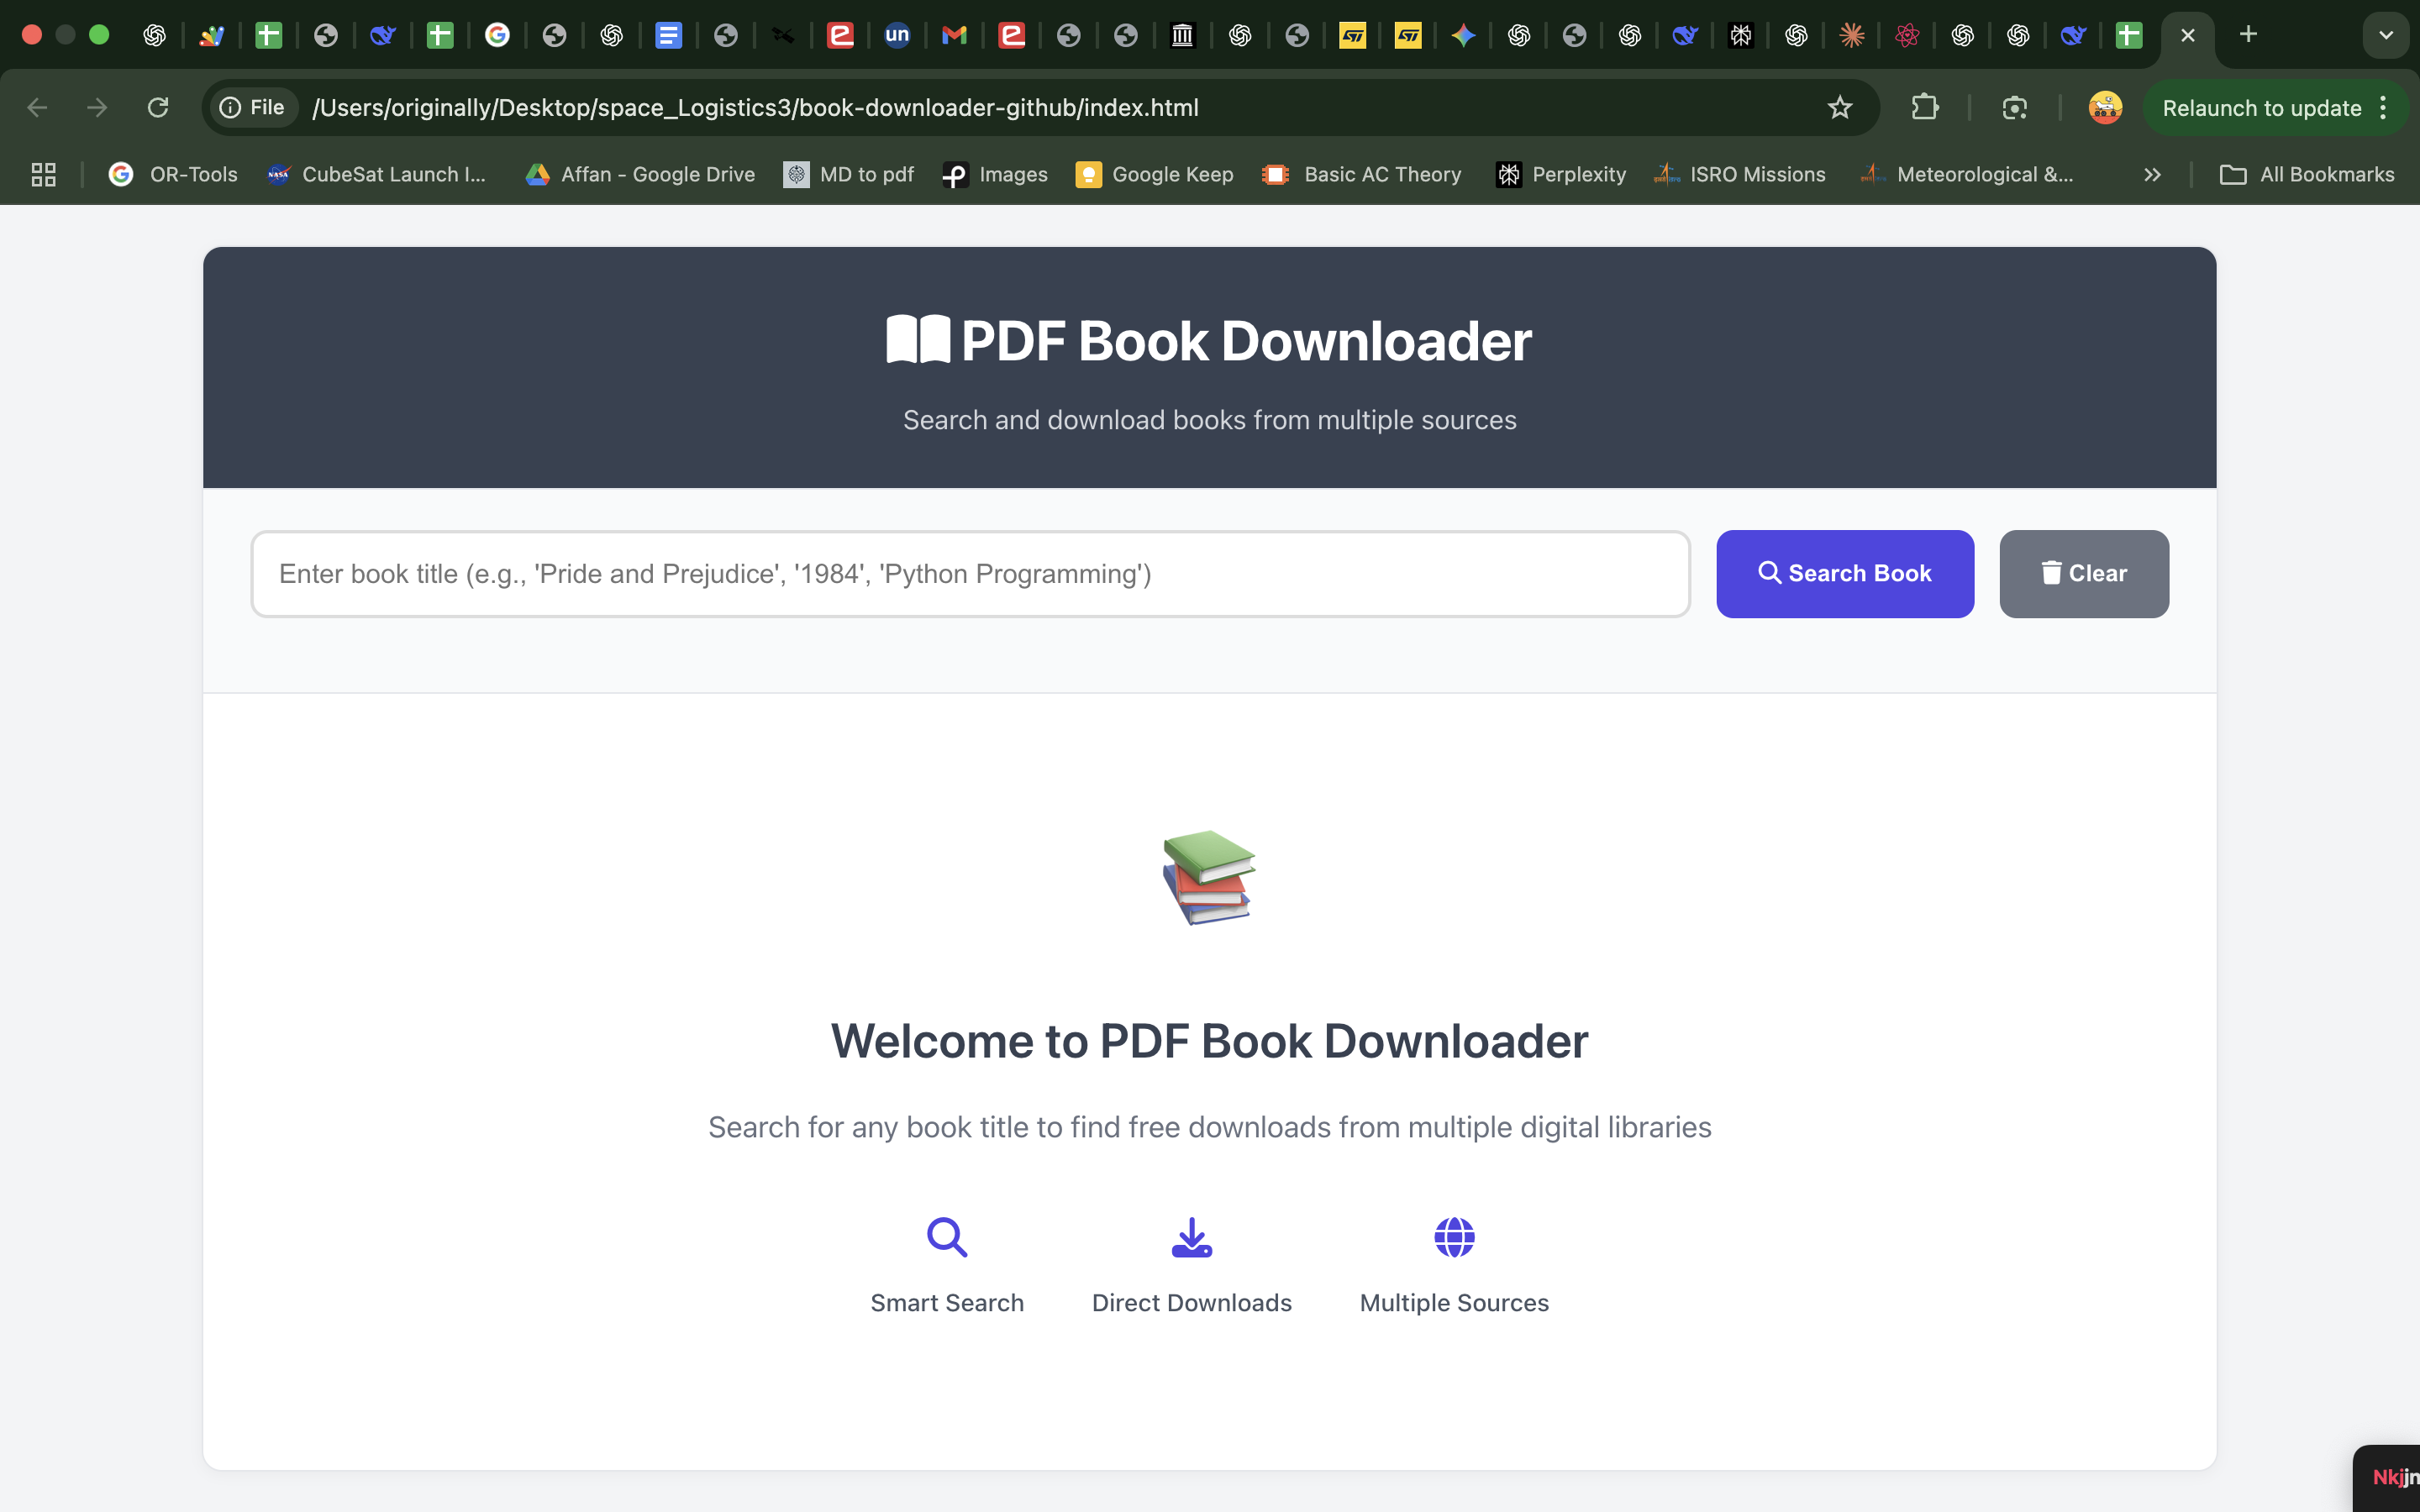 un
File /Users/originally/Desktop/space_Logistics3/book-downloader-github/index.html
Relaunch to update
OR-Tools
NASA CubeSat Launch I...
Affan - Google Drive
MD to pdf
Images
Google Keep
Basic AC Theory
Perplexity
ISRO Missions
Meteorological &...
All Bookmarks
PDF Book Downloader
Search and download books from multiple sources
Enter book title (e.g., 'Pride and Prejudice', '1984', 'Python Programming')
Search Book
Clear
Welcome to PDF Book Downloader
Search for any book title to find free downloads from multiple digital libraries
Smart Search
Direct Downloads
Multiple Sources